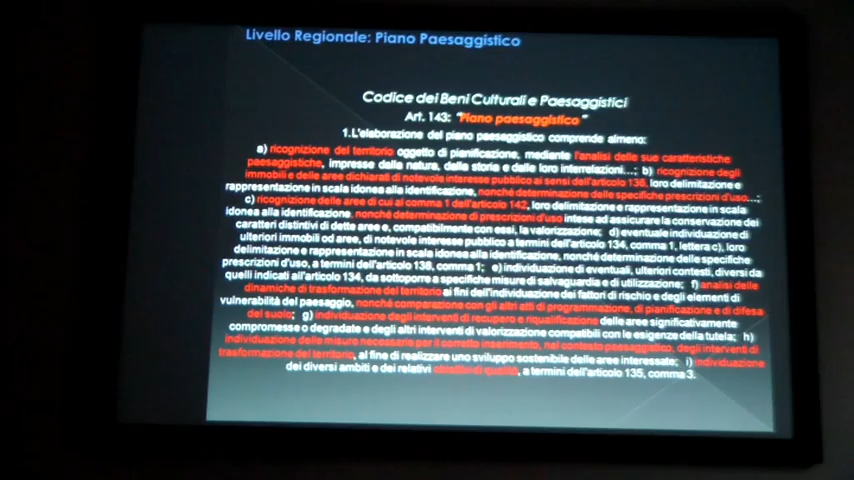 Livello Regionale: Piano Paesaggistico
Codice dei Beni Culturali e Paesaggistici
Art. 143: "Piano paesaggistico"
1.L'elaborazione del piano paesaggistico comprende almeno:
a) ricognizione del territorio oggetto di pianificazione, mediante l'analisi delle sue caratteristiche
paesaggistiche, impresse dalla natura, dalla storia e dalle loro interrelazioni...; b) ricognizione degli
immobili e delle aree dichiarati di notevole interesse pubblico ai sensi dell'articolo 136, loro delimitazione e
rappresentazione in scala idonea alla identificazione, nonché determinazione delle specifiche prescrizioni d'uso...;
c) ricognizione delle aree di cui al comma 1 dell'articolo 142, loro delimitazione e rappresentazione in scala
idonea alla identificazione, nonché determinazione di prescrizioni d'uso intese ad assicurare la conservazione dei
caratteri distintivi di dette aree e, compatibilmente con essi, la valorizzazione; d) eventuale individuazione di
ulteriori immobili od aree, di notevole interesse pubblico a termini dell'articolo 134, comma 1, lettera c), loro
delimitazione e rappresentazione in scala idonea alla identificazione, nonché determinazione delle specifiche
prescrizioni d'uso, a termini dell'articolo 138, comma 1; e) individuazione di eventuali, ulteriori contesti, diversi da
quelli indicati all'articolo 134, da sottoporre a specifiche misure di salvaguardia e di utilizzazione; f) analisi delle
dinamiche di trasformazione del territorio ai fini dell'individuazione dei fattori di rischio e degli elementi di
vulnerabilità del paesaggio, nonché comparazione con gli altri atti di programmazione, di pianificazione e di difesa
del suolo; g) individuazione degli interventi di recupero e riqualificazione delle aree significativamente
compromesse o degradate e degli altri interventi di valorizzazione compatibili con le esigenze della tutela; h)
individuazione delle misure necessarie per il corretto inserimento, nel contesto paesaggistico, degli interventi di
trasformazione del territorio, al fine di realizzare uno sviluppo sostenibile delle aree interessate; i) individuazione
dei diversi ambiti e dei relativi obiettivi di qualità, a termini dell'articolo 135, comma 3.